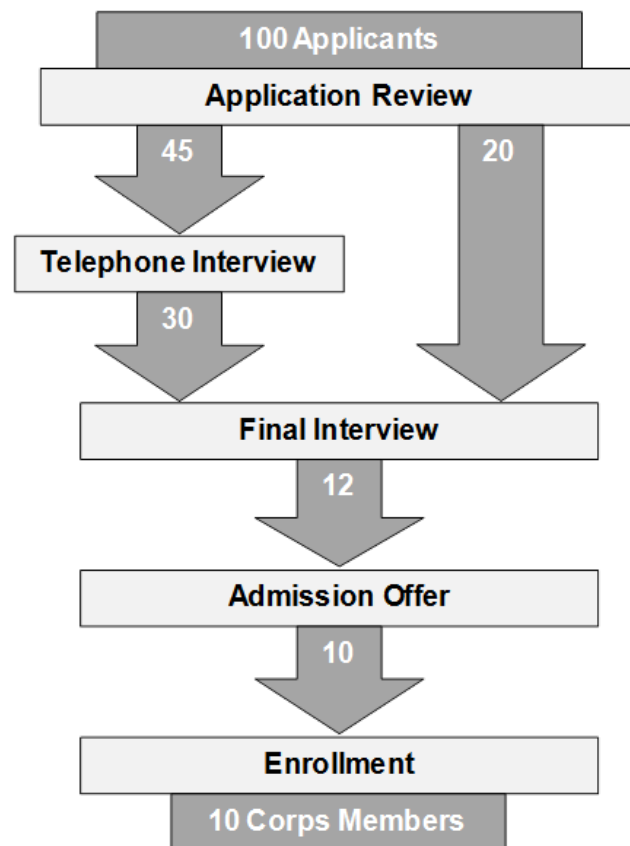 100 Applicants
Application Review
45
20
Telephone Interview
30
Final Interview
12
Admission Offer
10
Enrollment
10 Corps Members